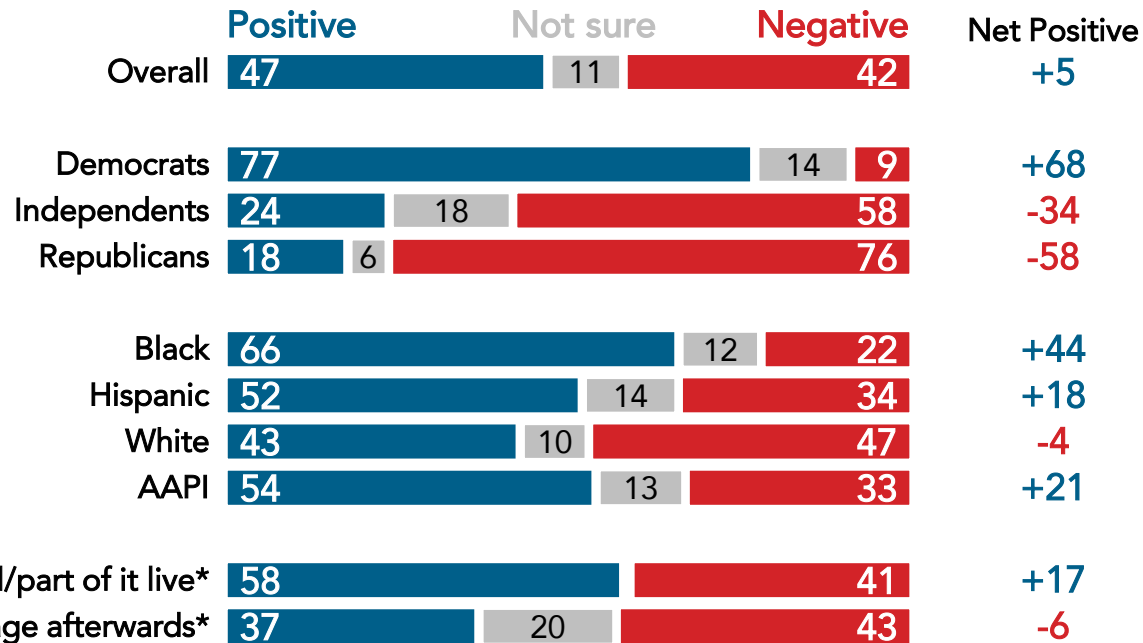 Positive Not sure Negative Net Positive
Overall 47 11 42 +5
Democrats 77 14 9 +68
Independents 24 18 58 -34
Republicans 18 6 76 -58
Black 66 12 22 +44
Hispanic 52 14 34 +18
White 43 10 47 -4
AAPI 54 13 33 +21
/part of it live* 58 41 +17
afterwards* 37 20 43 -6